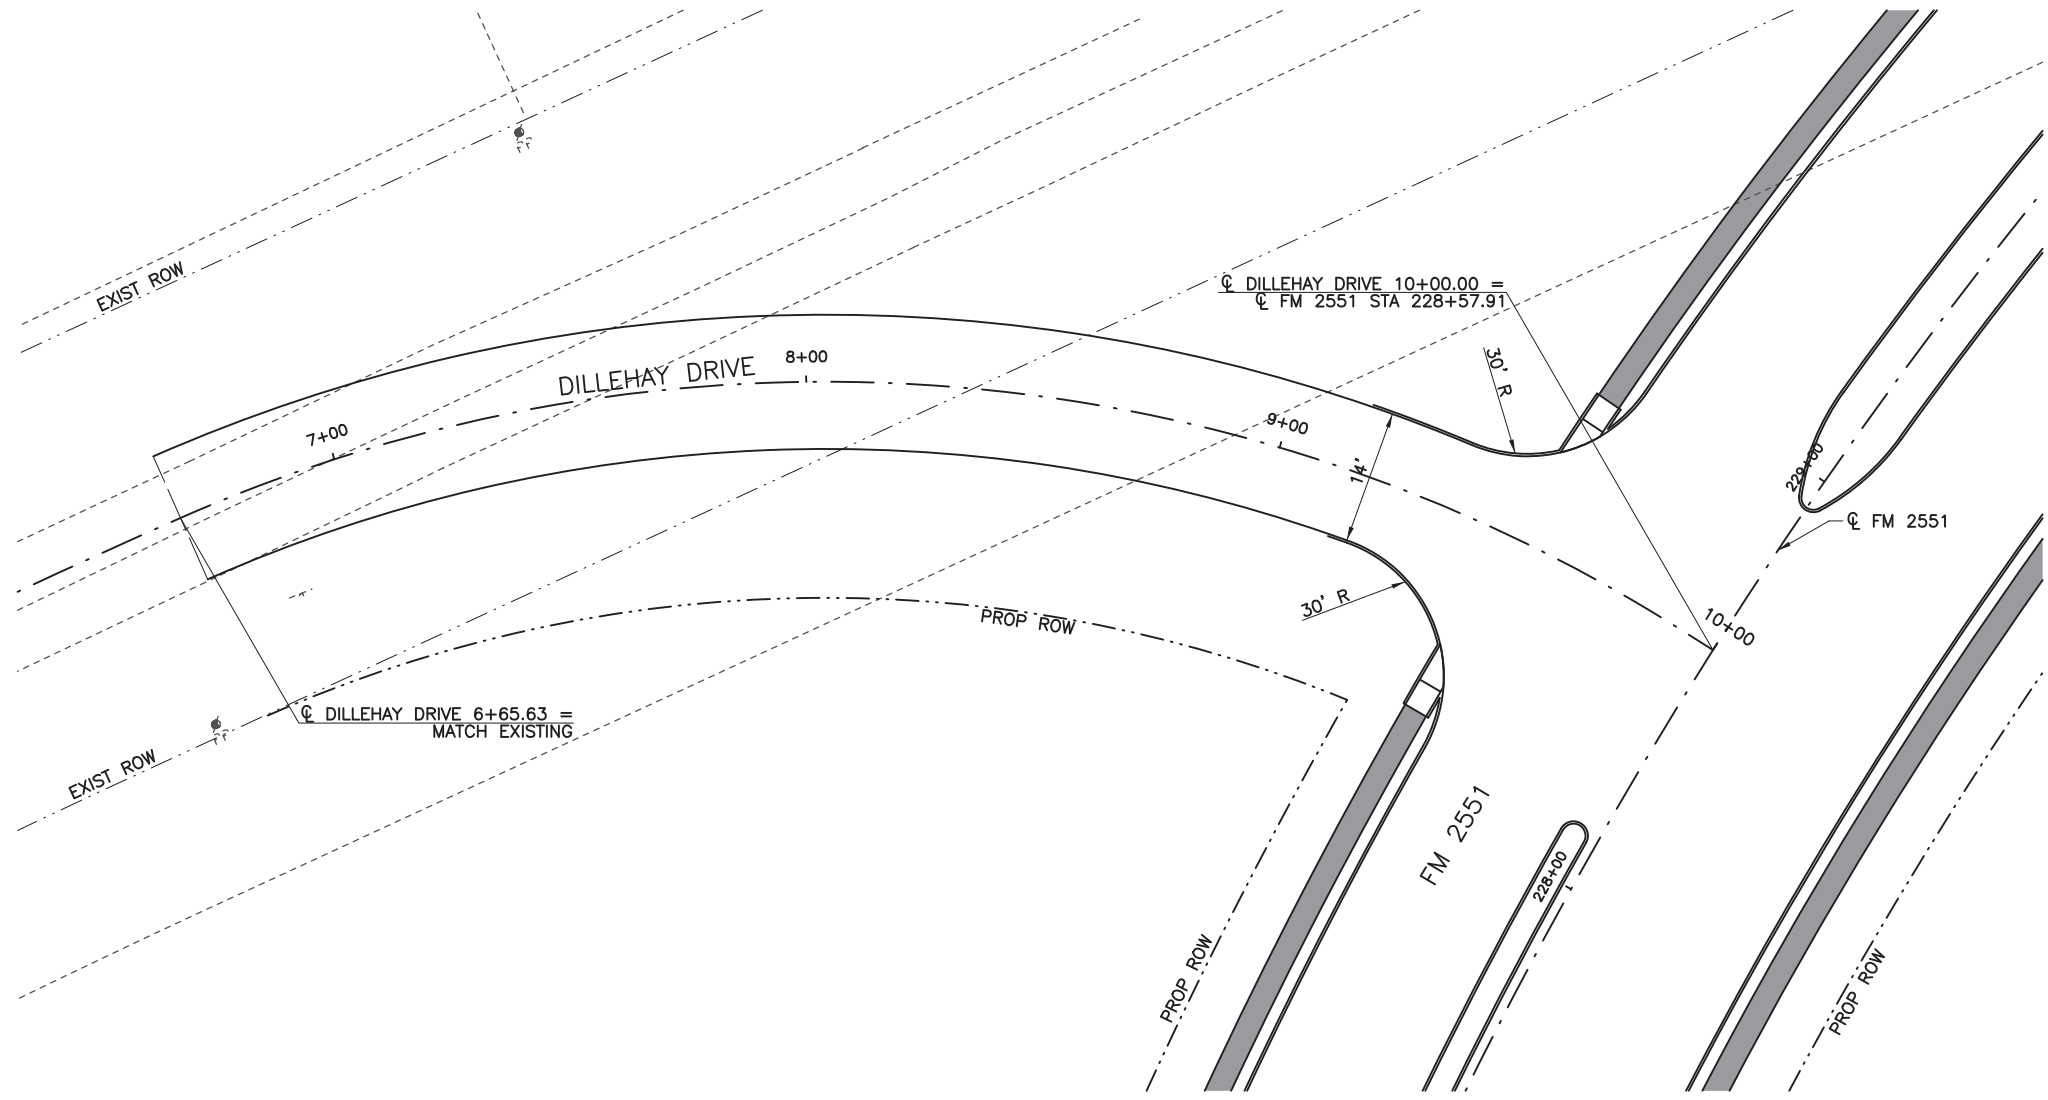 EXIST ROW
℄ DILLEHAY DRIVE 10+00.00 =
℄ FM 2551 STA 228+57.91
DILLEHAY DRIVE
8+00
7+00
9+00
30' R
14'
229+00
℄ FM 2551
30' R
PROP ROW
10+00
℄ DILLEHAY DRIVE 6+65.63 =
MATCH EXISTING
EXIST ROW
FM 2551
228+00
PROP ROW
PROP ROW